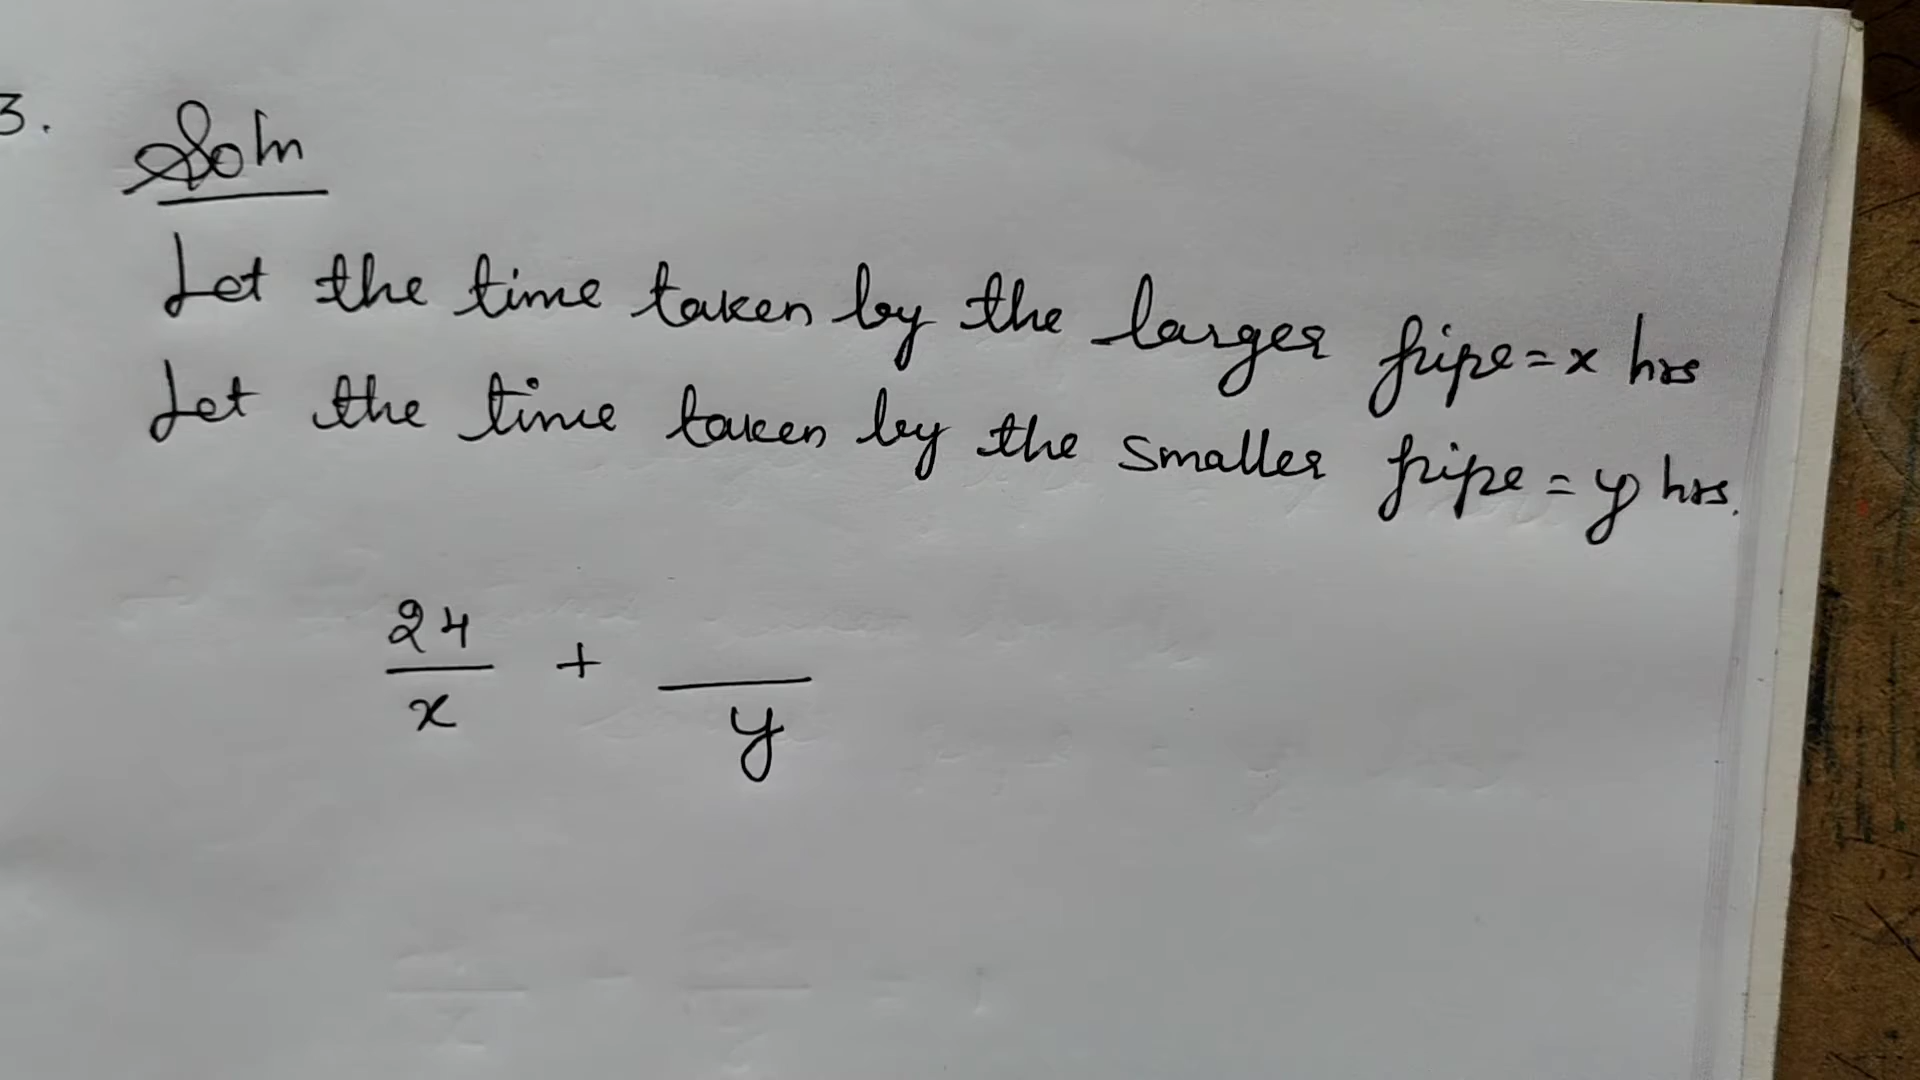 3.
Soln
Let the time taken by the larger pipe = x hrs
Let the time taken by the smaller pipe = y hrs.
24
x
+
y